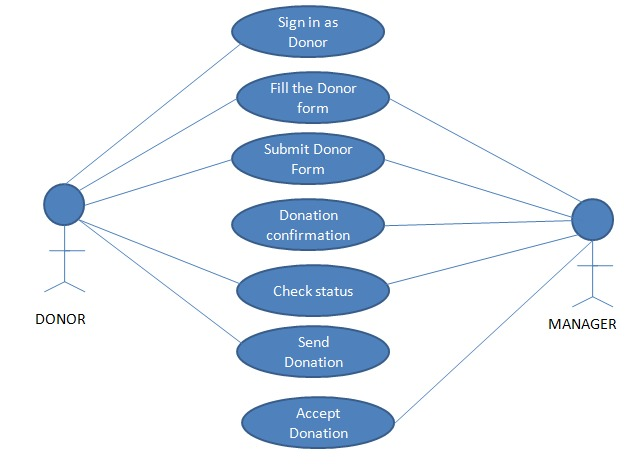 Sign in as
Donor
Fill the Donor
form
Submit Donor
Form
Donation
confirmation
Check status
Send
Donation
Accept
Donation
DONOR
MANAGER